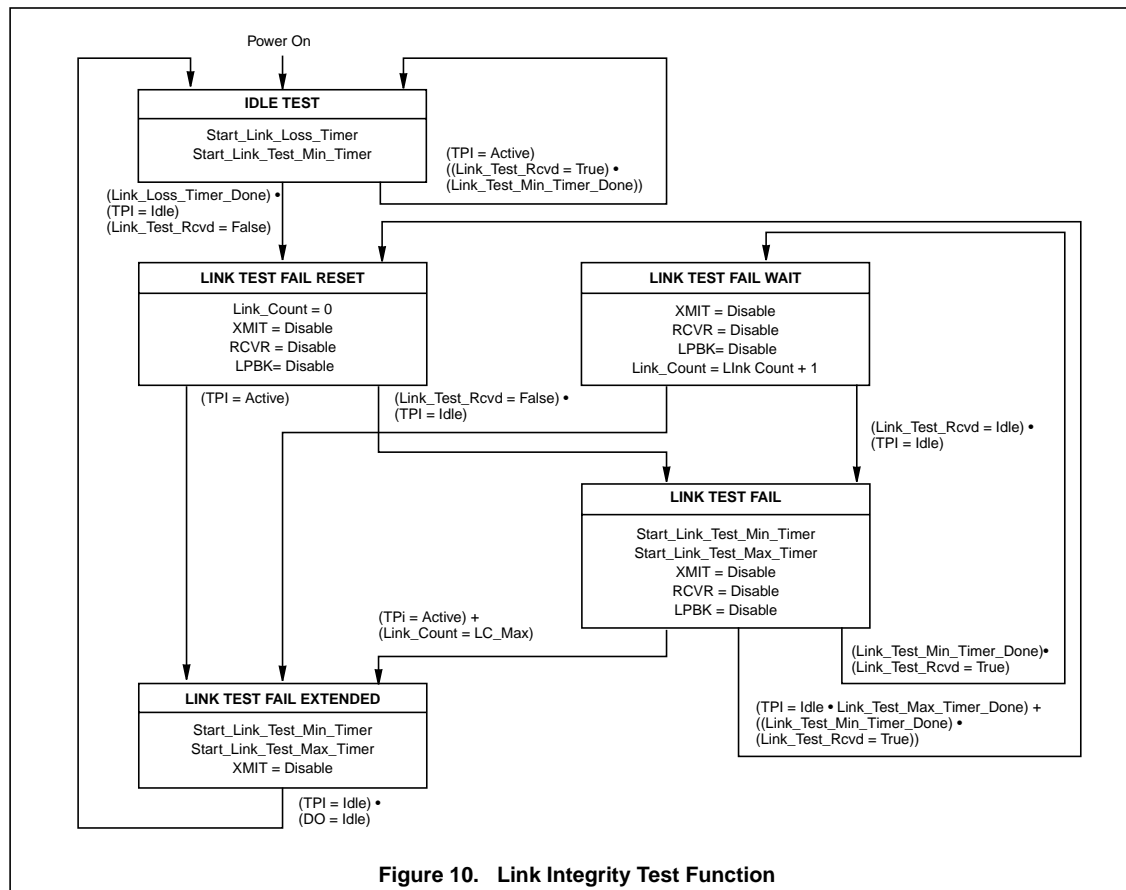 Power On
IDLE TEST
Start_Link_Loss_Timer
Start_Link_Test_Min_Timer
(TPI = Active)
((Link_Test_Rcvd = True) •
(Link_Test_Min_Timer_Done))
(Link_Loss_Timer_Done) •
(TPI = Idle)
(Link_Test_Rcvd = False)
LINK TEST FAIL RESET
Link_Count = 0
XMIT = Disable
RCVR = Disable
LPBK= Disable
LINK TEST FAIL WAIT
XMIT = Disable
RCVR = Disable
LPBK= Disable
Link_Count = LInk Count + 1
(TPI = Active)
(Link_Test_Rcvd = False) •
(TPI = Idle)
(Link_Test_Rcvd = Idle) •
(TPI = Idle)
LINK TEST FAIL
Start_Link_Test_Min_Timer
Start_Link_Test_Max_Timer
XMIT = Disable
RCVR = Disable
LPBK = Disable
(TPi = Active) +
(Link_Count = LC_Max)
(Link_Test_Min_Timer_Done)•
(Link_Test_Rcvd = True)
LINK TEST FAIL EXTENDED
Start_Link_Test_Min_Timer
Start_Link_Test_Max_Timer
XMIT = Disable
(TPI = Idle • Link_Test_Max_Timer_Done) +
((Link_Test_Min_Timer_Done) •
(Link_Test_Rcvd = True))
(TPI = Idle) •
(DO = Idle)
Figure 10. Link Integrity Test Function